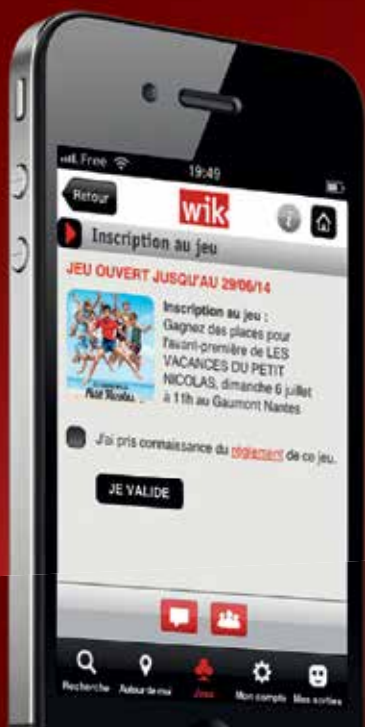 Free 19:49
Retour wik i
Inscription au jeu
JEU OUVERT JUSQU'AU 29/06/14
Inscription au jeu :
Gagnez des places pour
l'avant-première de LES
VACANCES DU PETIT
NICOLAS, dimanche 6 juillet
à 11h au Gaumont Nantes
Petit Nicolas
J'ai pris connaissance du règlement de ce jeu.
JE VALIDE
Recherche Autour de moi Jeux Mon compte Mes sorties